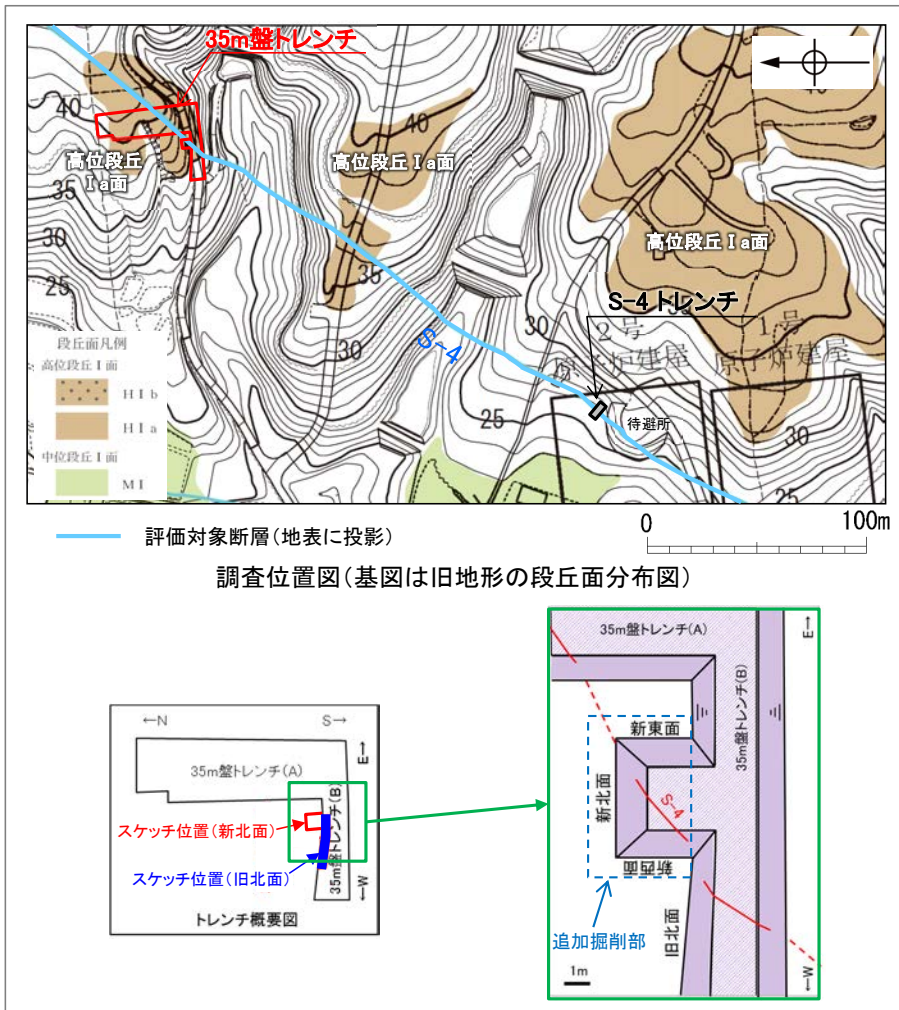 35m盤トレンチ
40
高位段丘
Ⅰa面
35
30
25
40
高位段丘Ⅰa面
35
30
S-4
25
40
高位段丘Ⅰa面
S-4トレンチ
30
2号
原子炉建屋
1号
原子炉建屋
待避所
30
25
段丘面凡例
高位段丘Ⅰ面
HⅠb
HⅠa
中位段丘Ⅰ面
MⅠ
評価対象断層(地表に投影)
0
100m
調査位置図(基図は旧地形の段丘面分布図)
←N
S→
E→
35m盤トレンチ(A)
35m盤トレンチ(B)
スケッチ位置(新北面)
スケッチ位置(旧北面)
←W
トレンチ概要図
35m盤トレンチ(A)
E→
35m盤トレンチ(B)
新東面
新北面
S-4
新西面
旧北面
追加掘削部
1m
←W